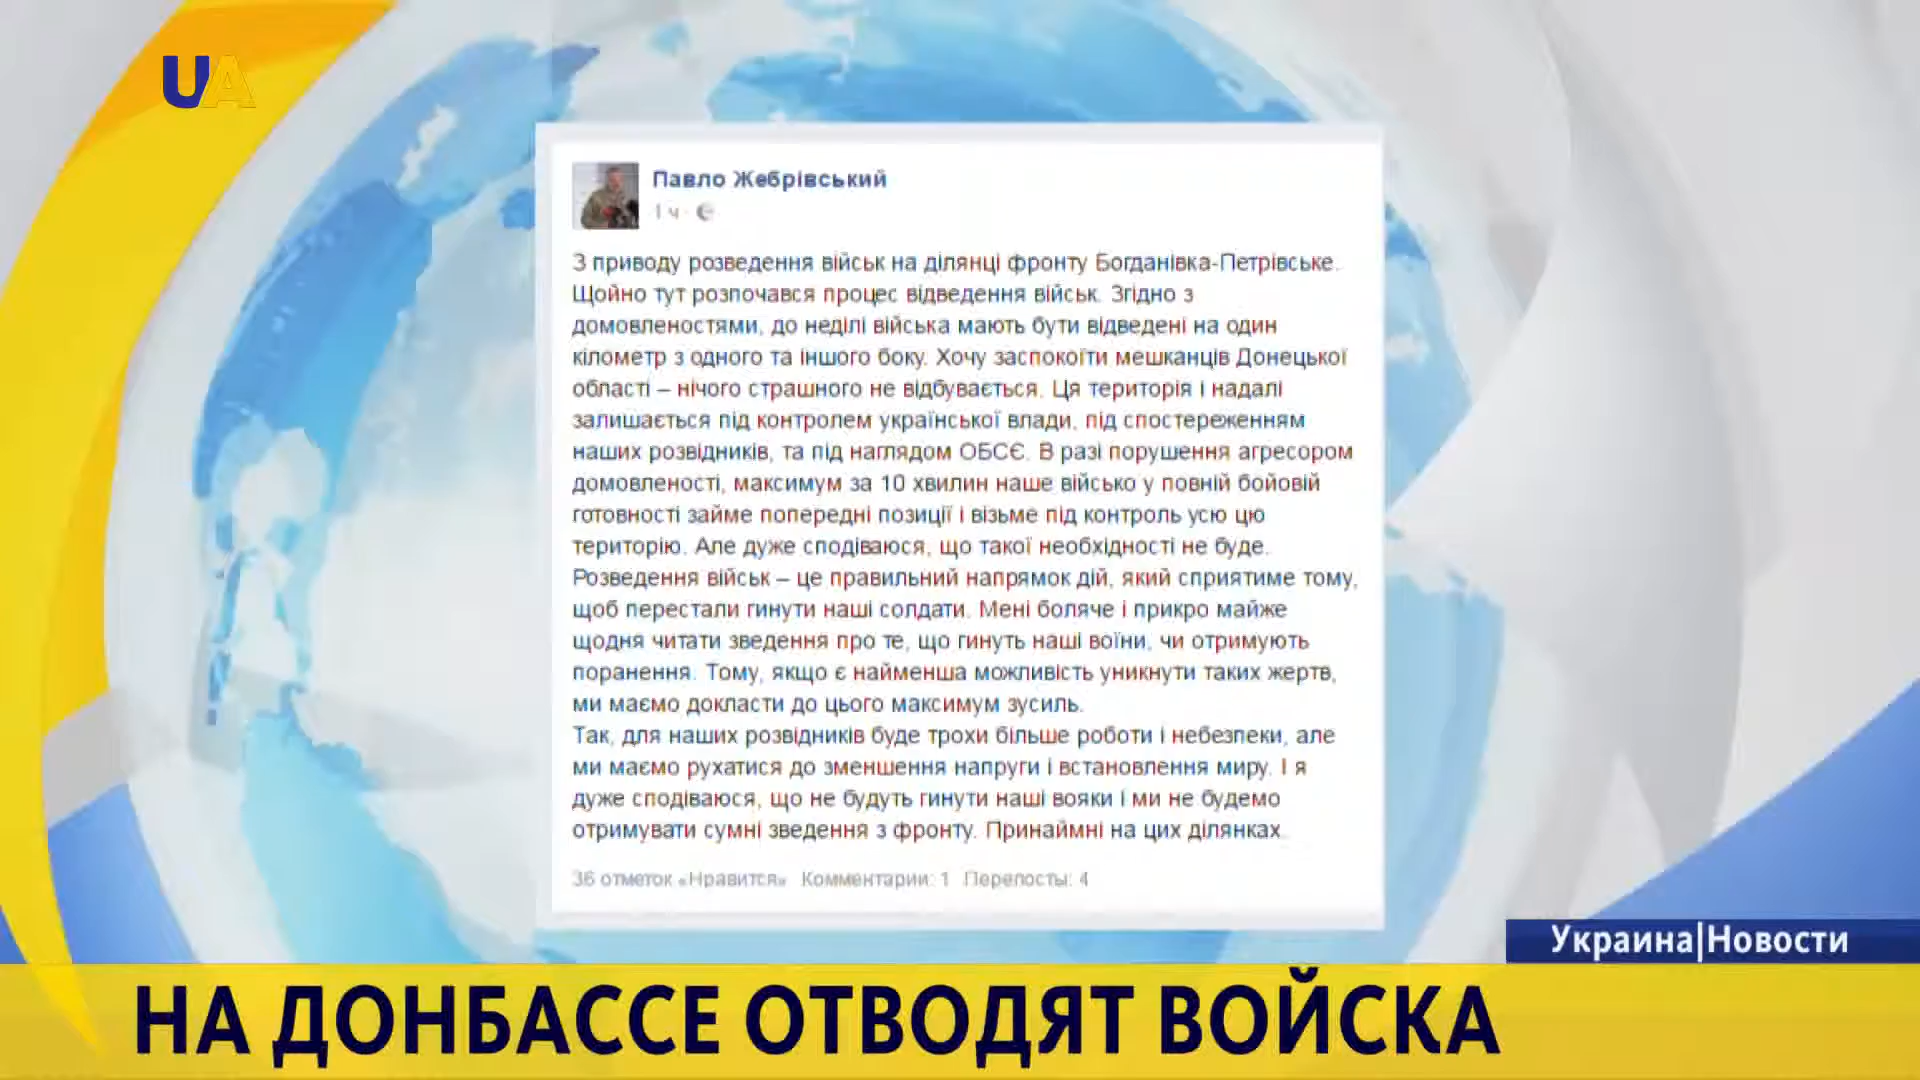 UA
Павло Жебрівський
1 ч ·
З приводу розведення військ на ділянці фронту Богданівка-Петрівське.
Щойно тут розпочався процес відведення військ. Згідно з
домовленостями, до неділі війська мають бути відведені на один
кілометр з одного та іншого боку. Хочу заспокоїти мешканців Донецької
області – нічого страшного не відбувається. Ця територія і надалі
залишається під контролем української влади, під спостереженням
наших розвідників, та під наглядом ОБСЄ. В разі порушення агресором
домовленості, максимум за 10 хвилин наше військо у повній бойовій
готовності займе попередні позиції і візьме під контроль усю цю
територію. Але дуже сподіваюся, що такої необхідності не буде.
Розведення військ – це правильний напрямок дій, який сприятиме тому,
щоб перестали гинути наші солдати. Мені боляче і прикро майже
щодня читати зведення про те, що гинуть наші воїни, чи отримують
поранення. Тому, якщо є найменша можливість уникнути таких жертв,
ми маємо докласти до цього максимум зусиль.
Так, для наших розвідників буде трохи більше роботи і небезпеки, але
ми маємо рухатися до зменшення напруги і встановлення миру. І я
дуже сподіваюся, що не будуть гинути наші вояки і ми не будемо
отримувати сумні зведення з фронту. Принаймні на цих ділянках.
36 отметок «Нравится» Комментарии: 1 Перепосты: 4
Украина|Новости
НА ДОНБАССЕ ОТВОДЯТ ВОЙСКА